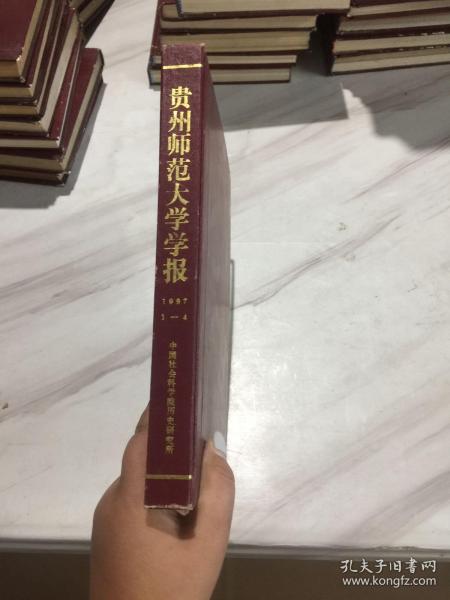 贵州师范大学学报
1997
1—4
中国社会科学院历史研究所
孔夫子旧书网
www.kongfz.com